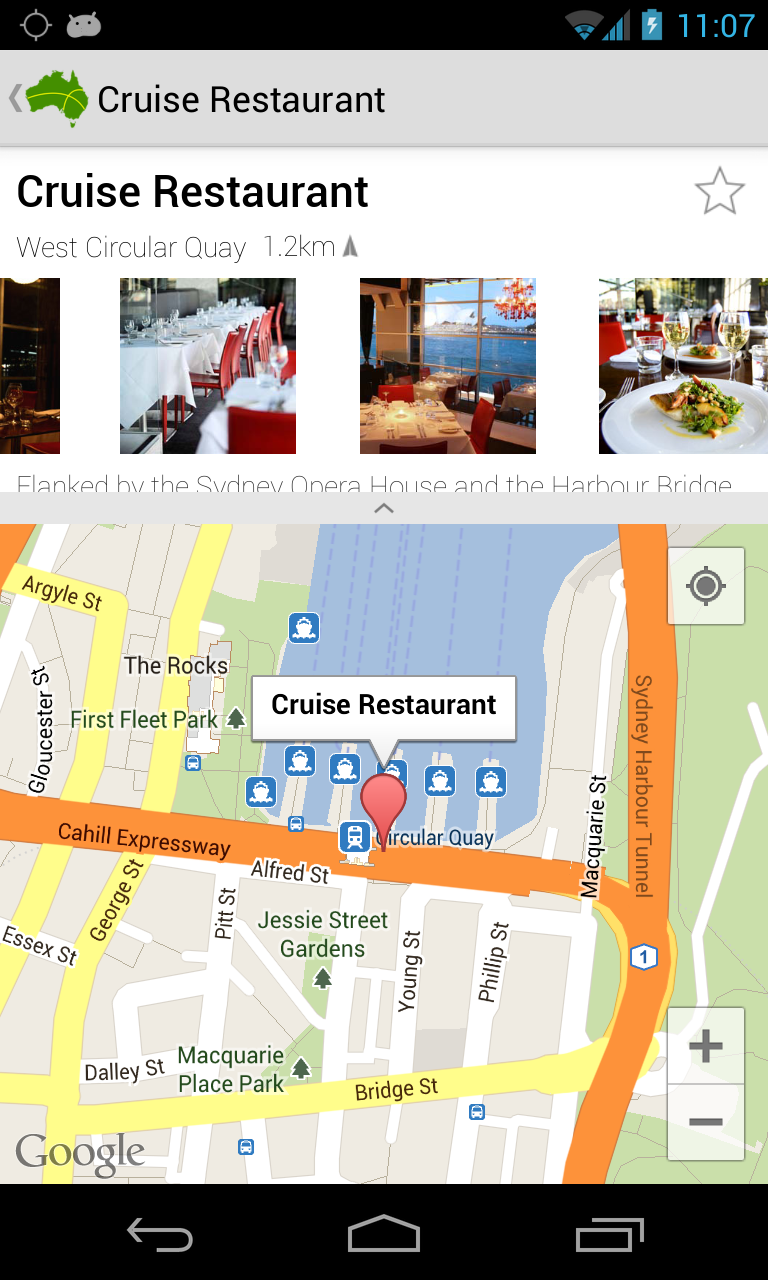 11:07
Cruise Restaurant
Cruise Restaurant
West Circular Quay 1.2km
Flanked by the Sydney Opera House and the Harbour Bridge
Argyle St
The Rocks
Gloucester St
First Fleet Park
Cruise Restaurant
Sydney Harbour Tunnel
Macquarie St
Cahill Expressway
Circular Quay
George St
Alfred St
Pitt St
Essex St
Jessie Street
Gardens
Young St
Phillip St
1
Dalley St
Macquarie
Place Park
Bridge St
Google